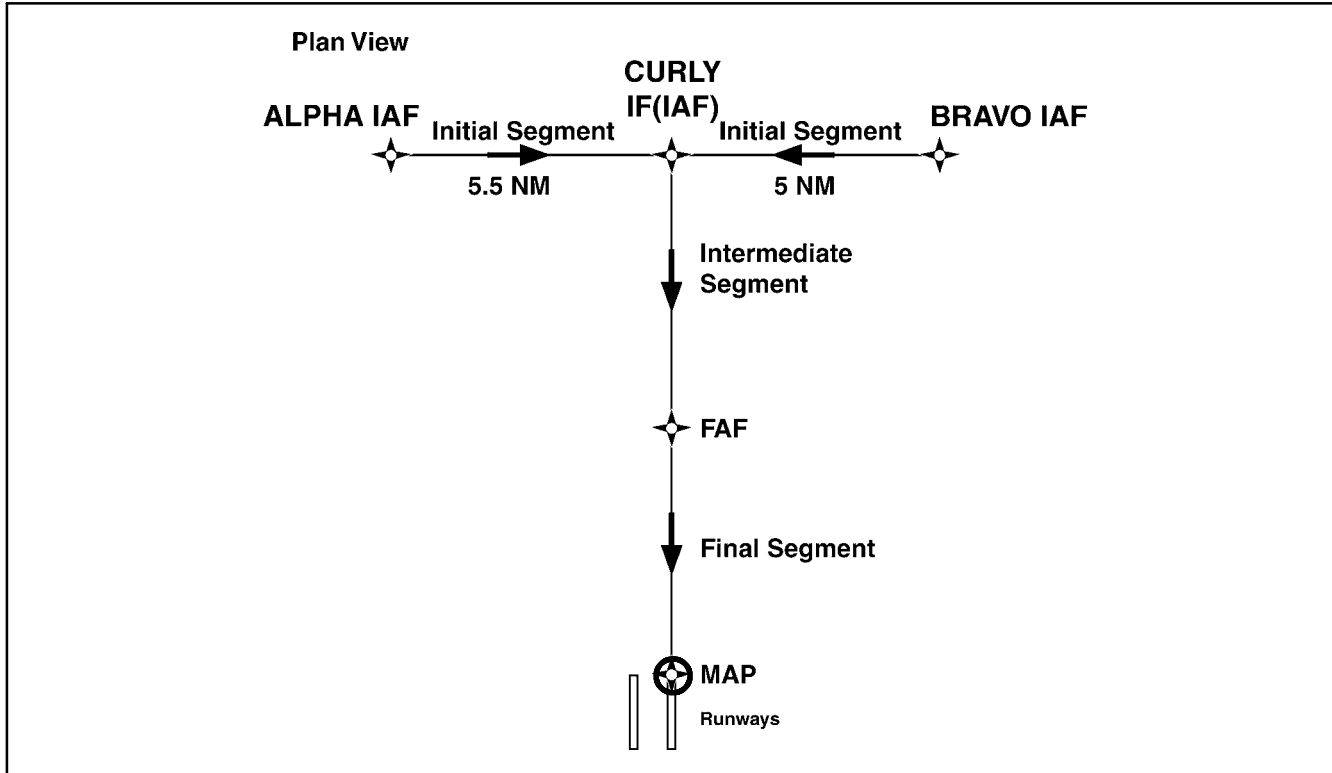 Plan View
CURLY
IF(IAF)
ALPHA IAF
BRAVO IAF
Initial Segment
Initial Segment
5.5 NM
5 NM
Intermediate
Segment
FAF
Final Segment
MAP
Runways